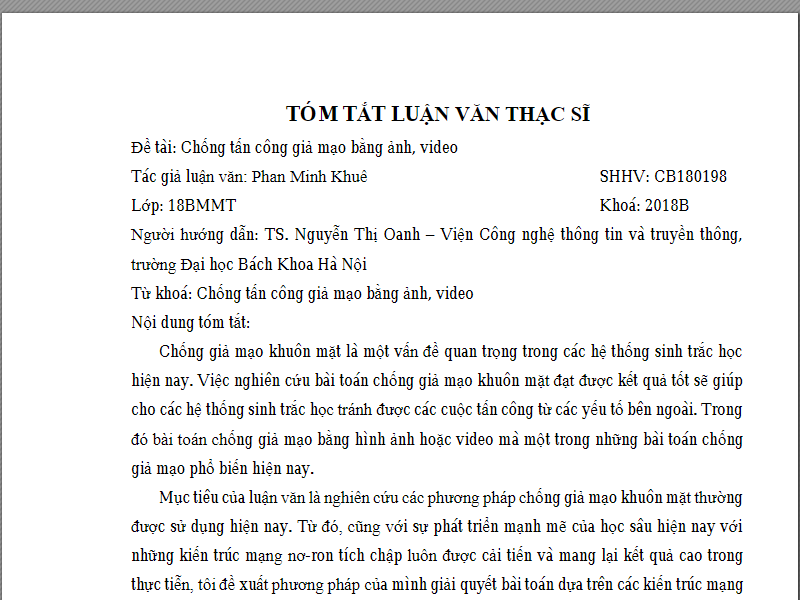 TÓM TẮT LUẬN VĂN THẠC SĨ
Đề tài: Chống tấn công giả mạo bằng ảnh, video
Tác giả luận văn: Phan Minh Khuê SHHV: CB180198
Lớp: 18BMMT Khoá: 2018B
Người hướng dẫn: TS. Nguyễn Thị Oanh – Viện Công nghệ thông tin và truyền thông,
trường Đại học Bách Khoa Hà Nội
Từ khoá: Chống tấn công giả mạo bằng ảnh, video
Nội dung tóm tắt:
Chống giả mạo khuôn mặt là một vấn đề quan trọng trong các hệ thống sinh trắc học
hiện nay. Việc nghiên cứu bài toán chống giả mạo khuôn mặt đạt được kết quả tốt sẽ giúp
cho các hệ thống sinh trắc học tránh được các cuộc tấn công từ các yếu tố bên ngoài. Trong
đó bài toán chống giả mạo bằng hình ảnh hoặc video mà một trong những bài toán chống
giả mạo phổ biến hiện nay.
Mục tiêu của luận văn là nghiên cứu các phương pháp chống giả mạo khuôn mặt thường
được sử dụng hiện nay. Từ đó, cũng với sự phát triển mạnh mẽ của học sâu hiện nay với
những kiến trúc mạng nơ-ron tích chập luôn được cải tiến và mang lại kết quả cao trong
thực tiễn, tôi đề xuất phương pháp của mình giải quyết bài toán dựa trên các kiến trúc mạng